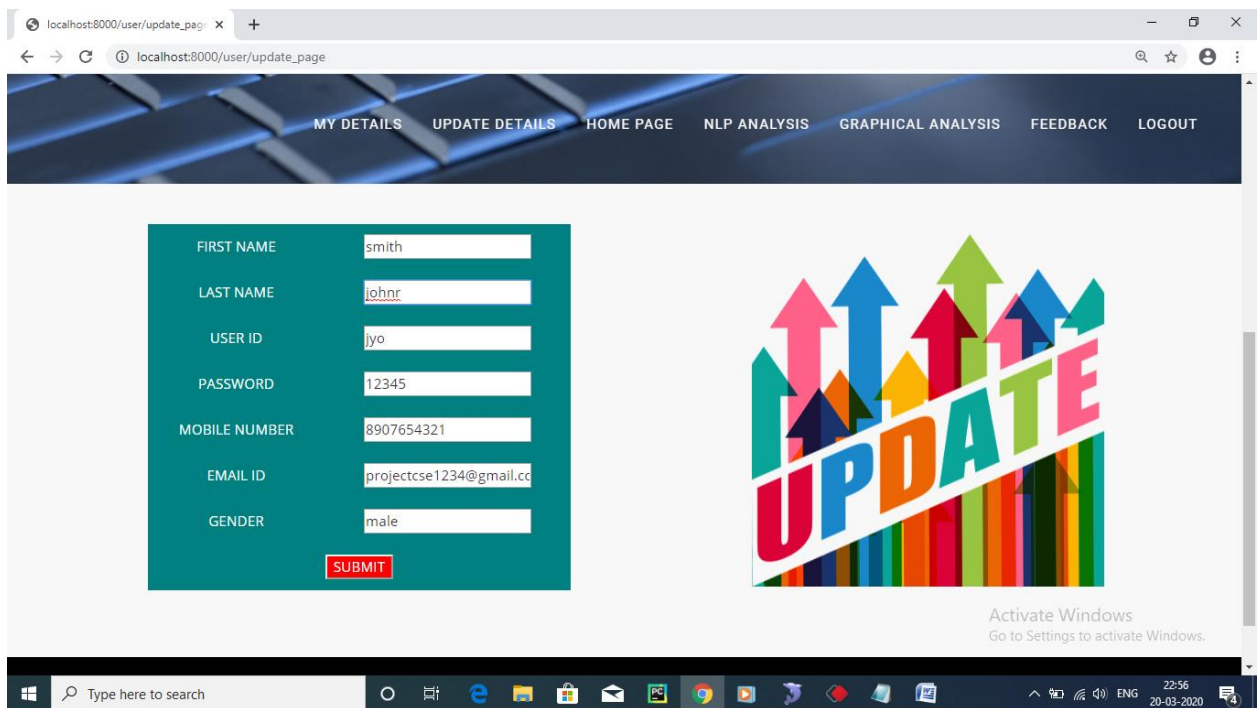 localhost:8000/user/update_page
localhost:8000/user/update_page
MY DETAILS UPDATE DETAILS HOME PAGE NLP ANALYSIS GRAPHICAL ANALYSIS FEEDBACK LOGOUT
FIRST NAME smith
LAST NAME johnr
USER ID jyo
PASSWORD 12345
MOBILE NUMBER 8907654321
EMAIL ID projectcse1234@gmail.cc
GENDER male
SUBMIT
UPDATE
Activate Windows
Go to Settings to activate Windows.
Type here to search
PC
W
ENG
22:56
20-03-2020
4